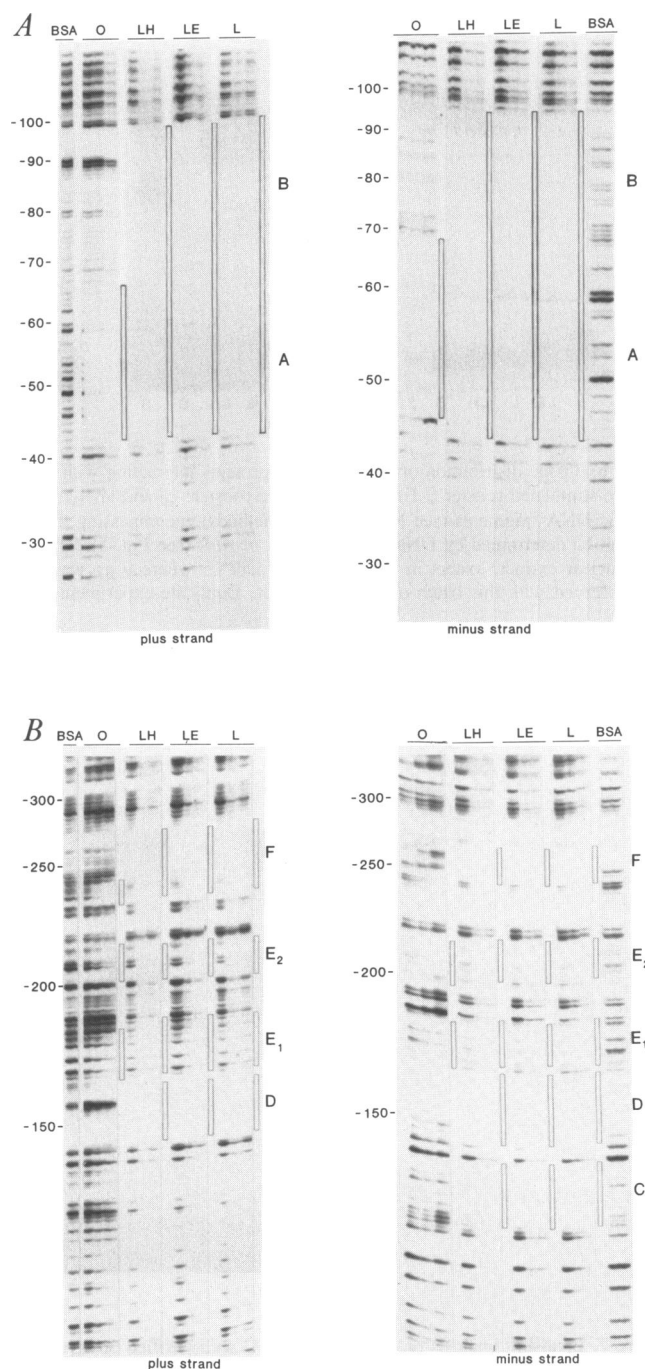 A
BSA O LH LE L
-100-
-90-
-80-
-70-
-60-
-50-
-40-
-30-
B
A
plus strand
O LH LE L BSA
-100-
-90-
-80-
-70-
-60-
-50-
-40-
-30-
B
A
minus strand
B
BSA O LH LE L
-300-
-250-
-200-
-150-
F
E2
E1
D
plus strand
O LH LE L BSA
-300-
-250-
-200-
-150-
F
E2
E1
D
C
minus strand